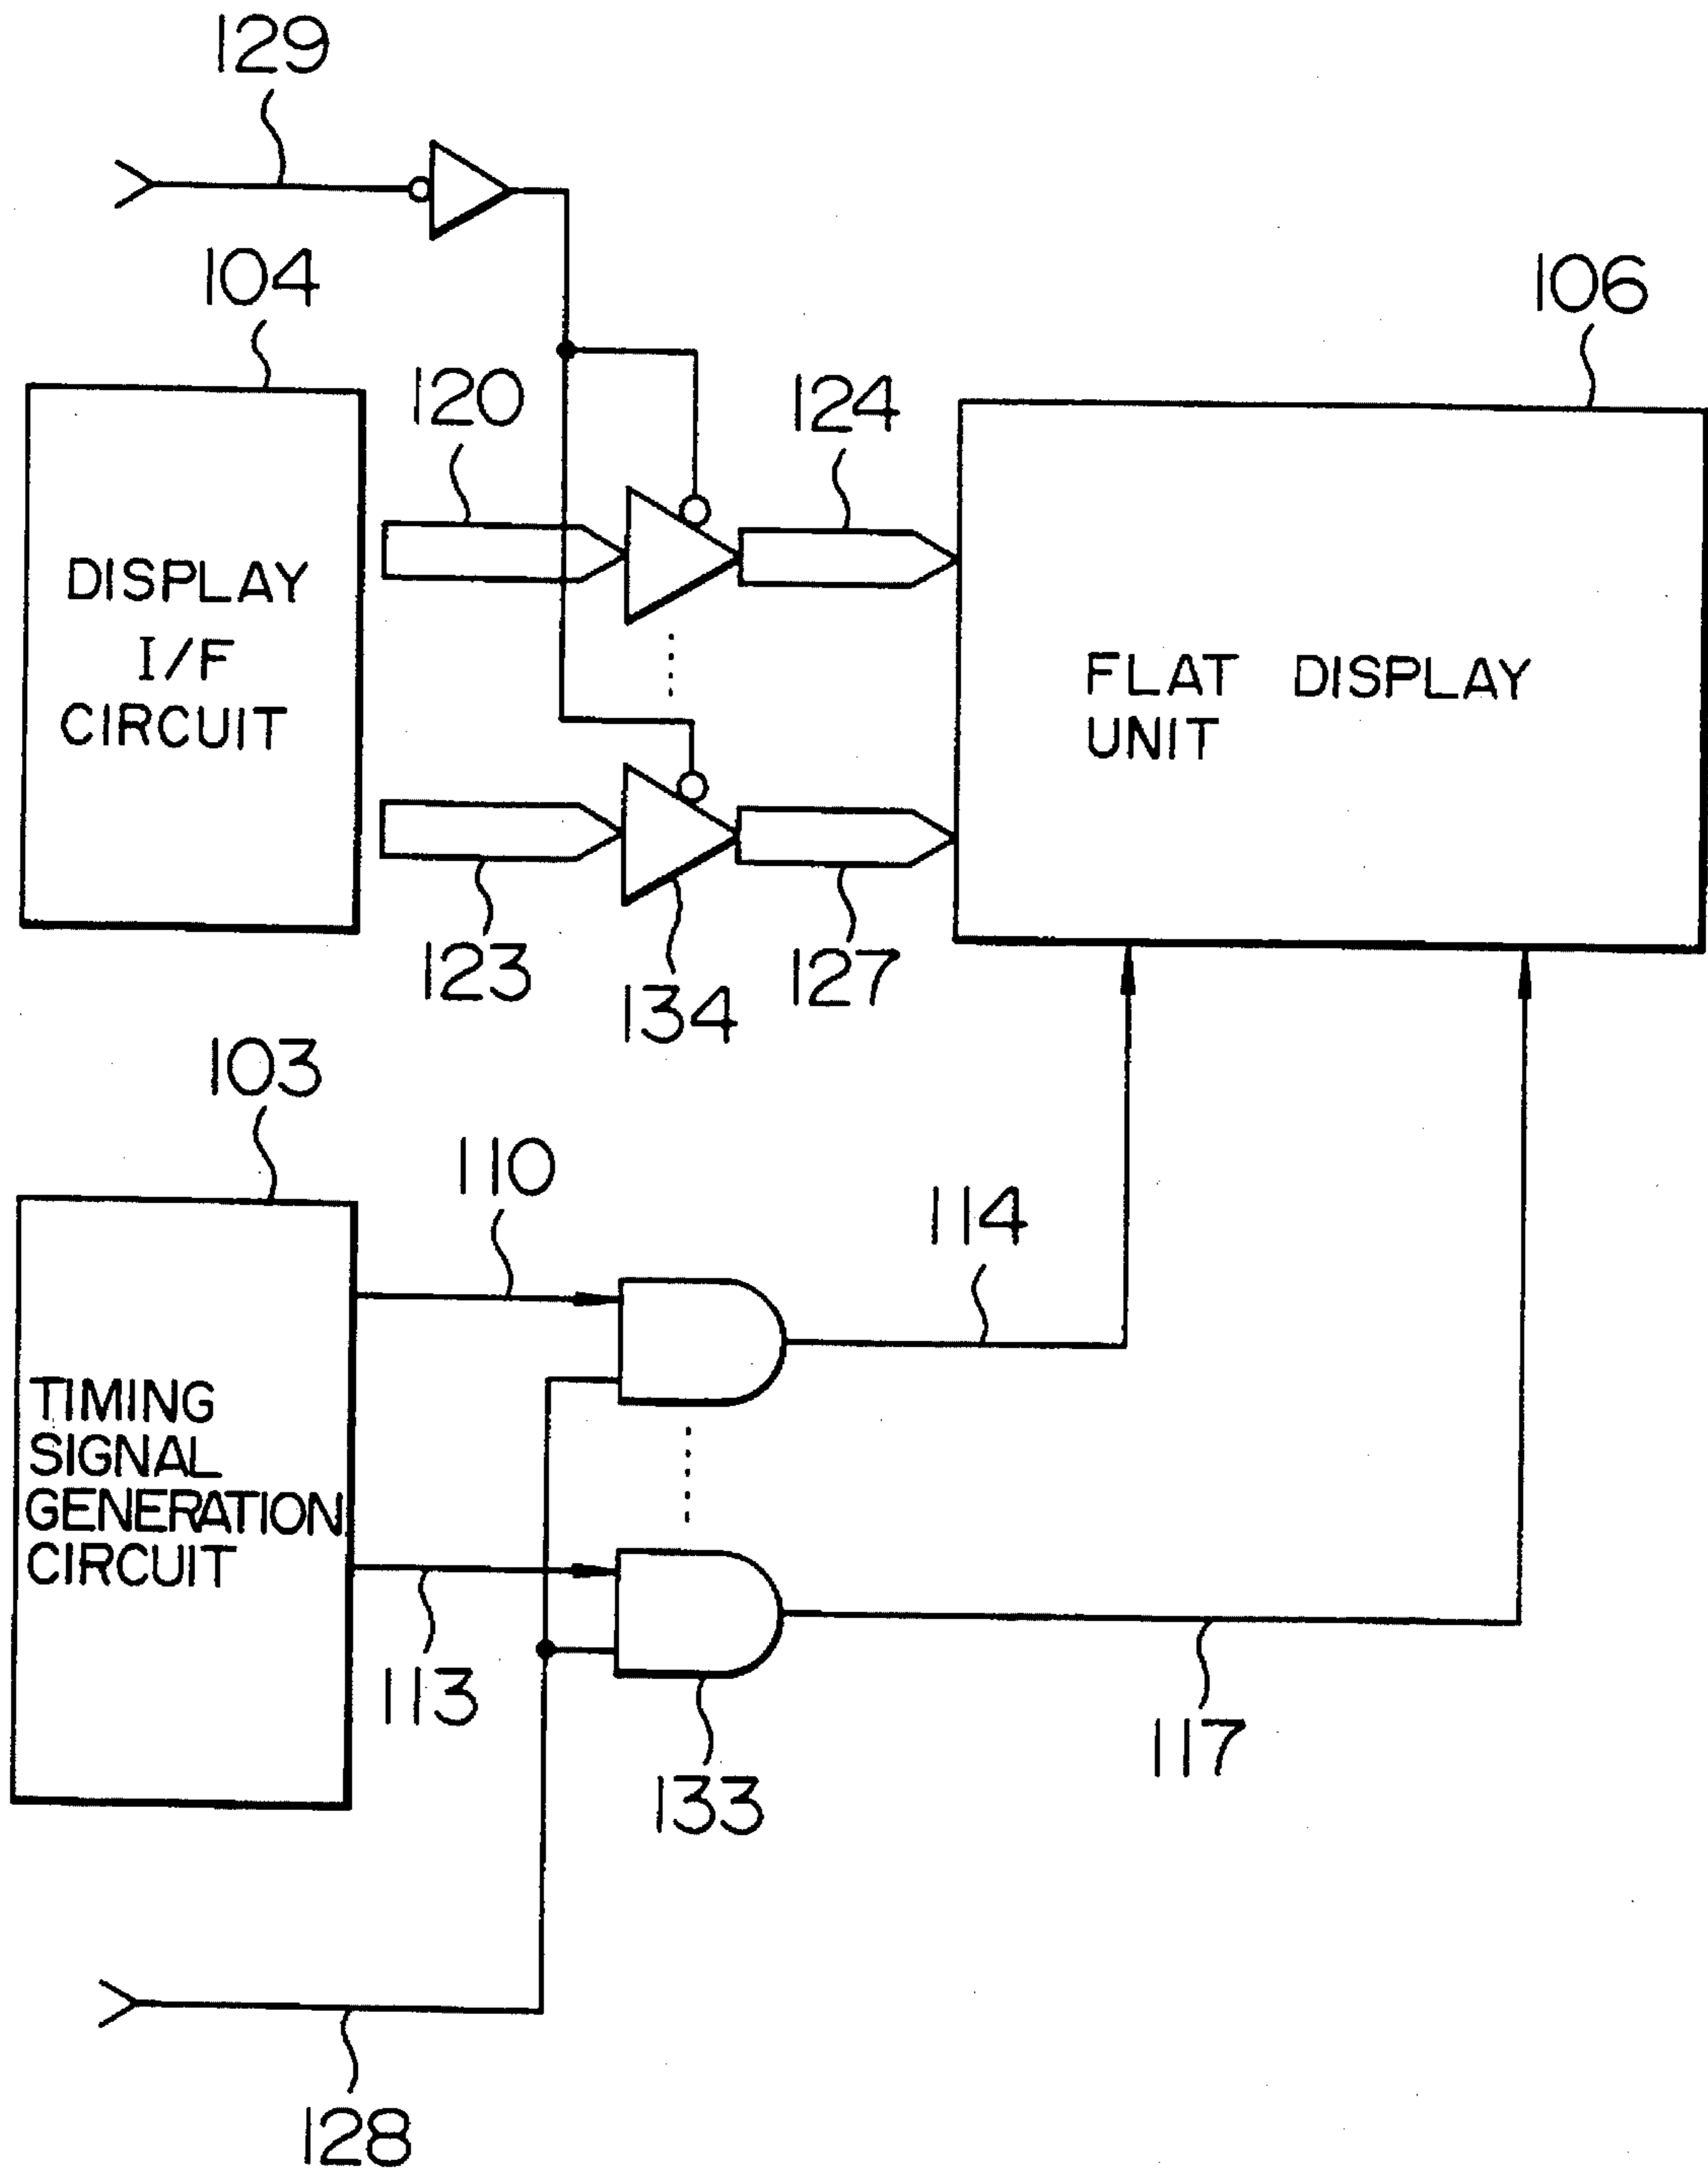 129
104
106
120
124
DISPLAY
I/F
CIRCUIT
FLAT DISPLAY
UNIT
123
134
127
103
110
114
TIMING
SIGNAL
GENERATION
CIRCUIT
113
133
117
128